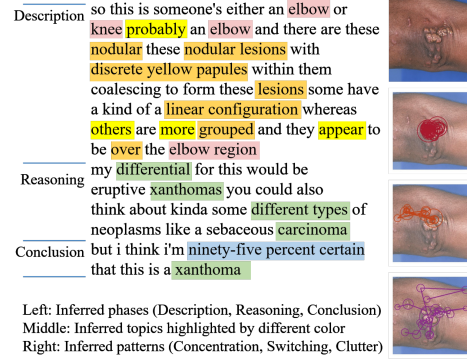 Description
so this is someone's either an elbow or
knee probably an elbow and there are these
nodular these nodular lesions with
discrete yellow papules within them
coalescing to form these lesions some have
a kind of a linear configuration whereas
others are more grouped and they appear to
be over the elbow region
Reasoning
my differential for this would be
eruptive xanthomas you could also
think about kinda some different types of
neoplasms like a sebaceous carcinoma
Conclusion
but i think i'm ninety-five percent certain
that this is a xanthoma
Left: Inferred phases (Description, Reasoning, Conclusion)
Middle: Inferred topics highlighted by different color
Right: Inferred patterns (Concentration, Switching, Clutter)